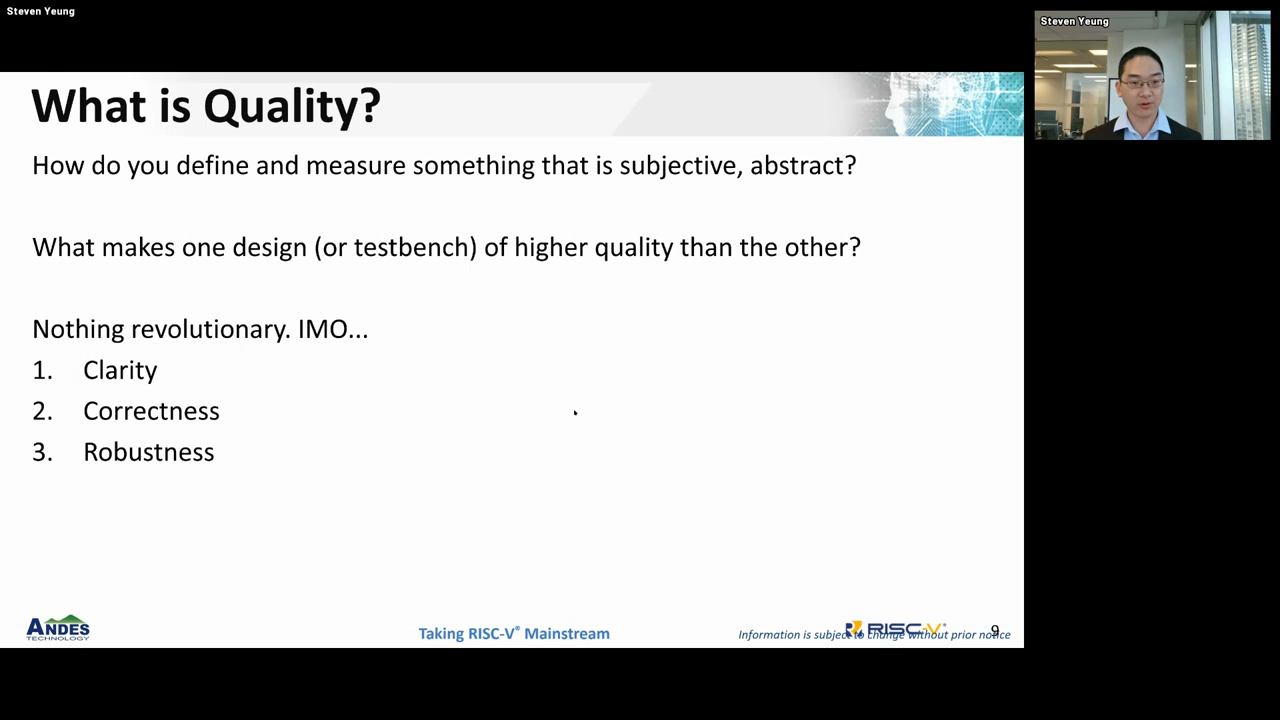 Steven Yeung
Steven Yeung
What is Quality?
How do you define and measure something that is subjective, abstract?
What makes one design (or testbench) of higher quality than the other?
Nothing revolutionary. IMO...
1. Clarity
2. Correctness
3. Robustness
ANDES
TECHNOLOGY
Taking RISC-V® Mainstream
RISC-V®
Information is subject to change without prior notice
9